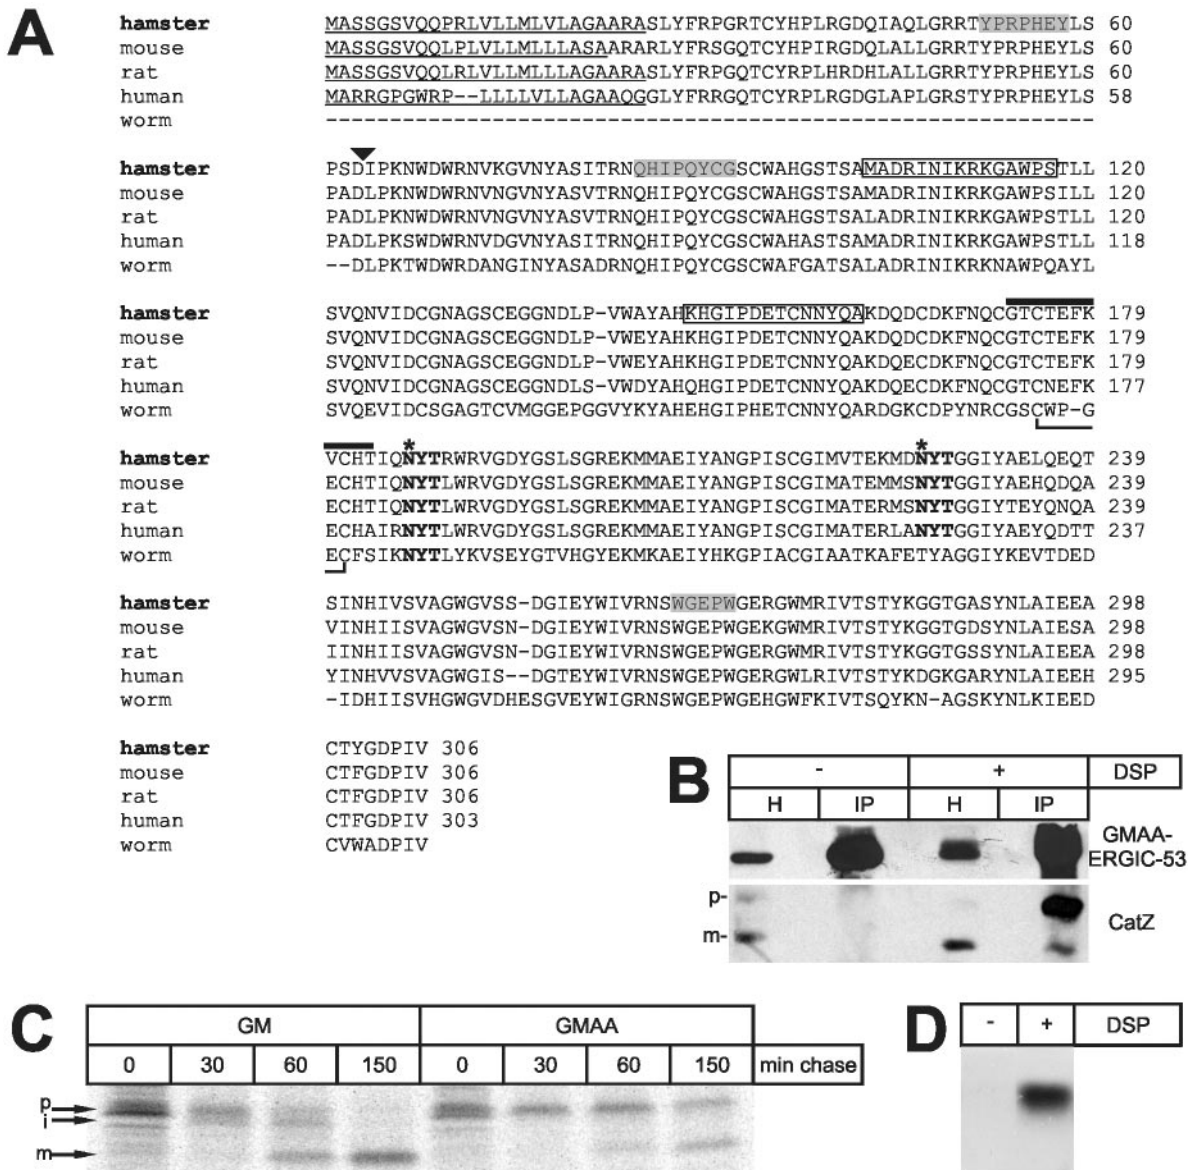 A
hamster MASSGSVQQPRLVLLMLVLAGAARASLYFRPGRTCYHPLRGDQIAQLGRRTYPRPHEYLS 60
mouse MASSGSVQQLPLVLLMLLLASAARARLYFRSGQTCYHPIRGDQLALLGRRTYPRPHEYLS 60
rat MASSGSVQQLRLVLLMLLLAGAARASLYFRPGQTCYRPLHRDHLALLGRRTYPRPHEYLS 60
human MARRGPGWRP--LLLLVLLAGAAQGGLYFRRGQTCYRPLRGDGLAPLGRSTYPRPHEYLS 58
worm ------------------------------------------------------------
hamster PSDIPKNWDWRNVKGVNYASITRNQHIPQYCGSCWAHGSTSAMADRINIKRKGAWPSTLL 120
mouse PADLPKNWDWRNVNGVNYASVTRNQHIPQYCGSCWAHGSTSAMADRINIKRKGAWPSILL 120
rat PADLPKNWDWRNVNGVNYASVTRNQHIPQYCGSCWAHGSTSALADRINIKRKGAWPSTLL 120
human PADLPKSWDWRNVDGVNYASITRNQHIPQYCGSCWAHASTSAMADRINIKRKGAWPSTLL 118
worm --DLPKTWDWRDANGINYASADRNQHIPQYCGSCWAFGATSALADRINIKRKNAWPQAYL
hamster SVQNVIDCGNAGSCEGGNDLP-VWAYAHKHGIPDETCNNYQAKDQDCDKFNQCGTCTEFK 179
mouse SVQNVIDCGNAGSCEGGNDLP-VWEYAHKHGIPDETCNNYQAKDQDCDKFNQCGTCTEFK 179
rat SVQNVIDCGNAGSCEGGNDLP-VWEYAHKHGIPDETCNNYQAKDQECDKFNQCGTCTEFK 179
human SVQNVIDCGNAGSCEGGNDLS-VWDYAHQHGIPDETCNNYQAKDQECDKFNQCGTCNEFK 177
worm SVQEVIDCSGAGTCVMGGEPGGVYKYAHEHGIPHETCNNYQARDGKCDPYNRCGSCWP-G
* *
hamster VCHTIQNYTRWRVGDYGSLSGREKMMAEIYANGPISCGIMVTEKMDNYTGGIYAELQEQT 239
mouse ECHTIQNYTLWRVGDYGSLSGREKMMAEIYANGPISCGIMATEMMSNYTGGIYAEHQDQA 239
rat ECHTIQNYTLWRVGDYGSLSGREKMMAEIYANGPISCGIMATERMSNYTGGIYTEYQNQA 239
human ECHAIRNYTLWRVGDYGSLSGREKMMAEIYANGPISCGIMATERLANYTGGIYAEYQDTT 237
worm ECFSIKNYTLYKVSEYGTVHGYEKMKAEIYHKGPIACGIAATKAFETYAGGIYKEVTDED
hamster SINHIVSVAGWGVSS-DGIEYWIVRNSWGEPWGERGWMRIVTSTYKGGTGASYNLAIEEA 298
mouse VINHIISVAGWGVSN-DGIEYWIVRNSWGEPWGEKGWMRIVTSTYKGGTGDSYNLAIESA 298
rat IINHIISVAGWGVSN-DGIEYWIVRNSWGEPWGERGWMRIVTSTYKGGTGSSYNLAIEEA 298
human YINHVVSVAGWGIS--DGTEYWIVRNSWGEPWGERGWLRIVTSTYKDGKGARYNLAIEEH 295
worm -IDHIISVHGWGVDHESGVEYWIGRNSWGEPWGEHGWFKIVTSQYKN-AGSKYNLKIEED
hamster CTYGDPIV 306
mouse CTFGDPIV 306
rat CTFGDPIV 306
human CTFGDPIV 303
worm CVWADPIV
B
- + DSP
H IP H IP
GMAA-
ERGIC-53
p-
m-
CatZ
C
GM GMAA
0 30 60 150 0 30 60 150 min chase
p
i
m
D
- + DSP